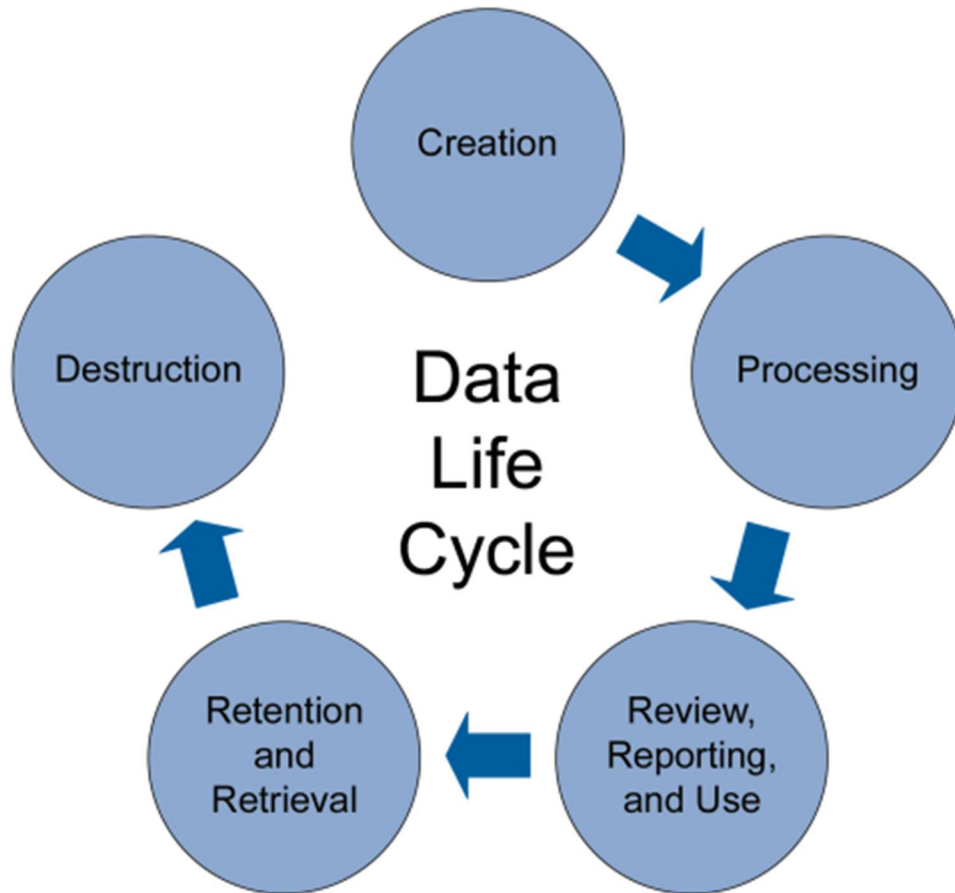 Creation
Processing
Review,
Reporting,
and Use
Retention
and
Retrieval
Destruction
Data
Life
Cycle